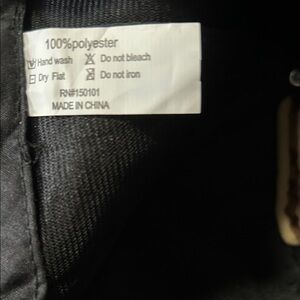 100%polyester
Hand wash Do not bleach
Dry Flat Do not iron
RN#150101
MADE IN CHINA